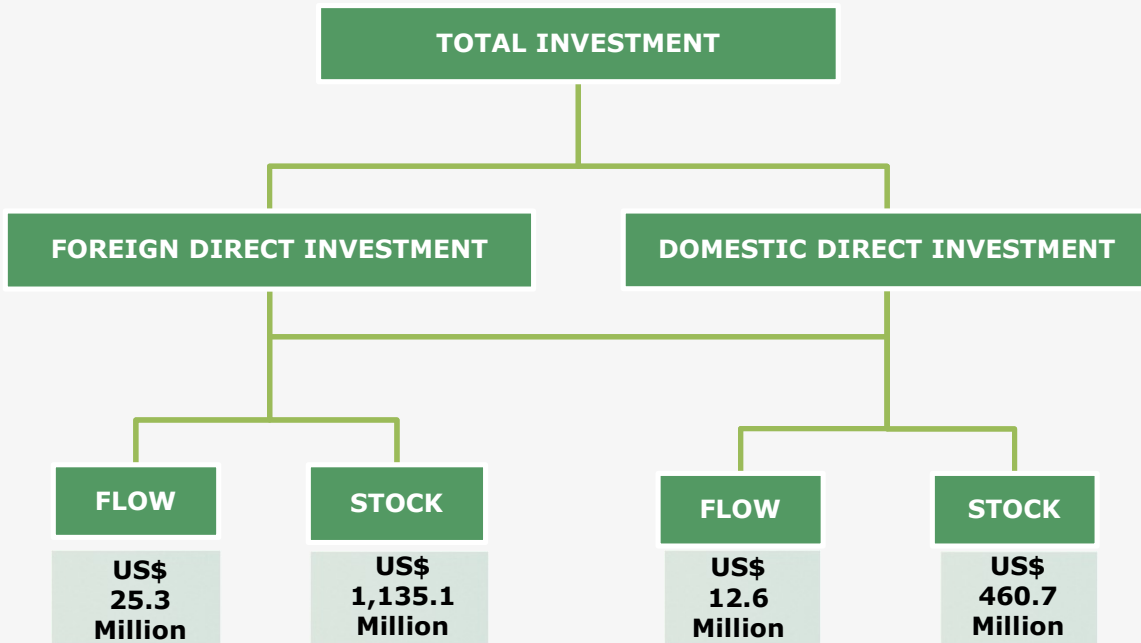 TOTAL INVESTMENT
FOREIGN DIRECT INVESTMENT
DOMESTIC DIRECT INVESTMENT
FLOW
STOCK
FLOW
STOCK
US$
25.3
Million
US$
1,135.1
Million
US$
12.6
Million
US$
460.7
Million